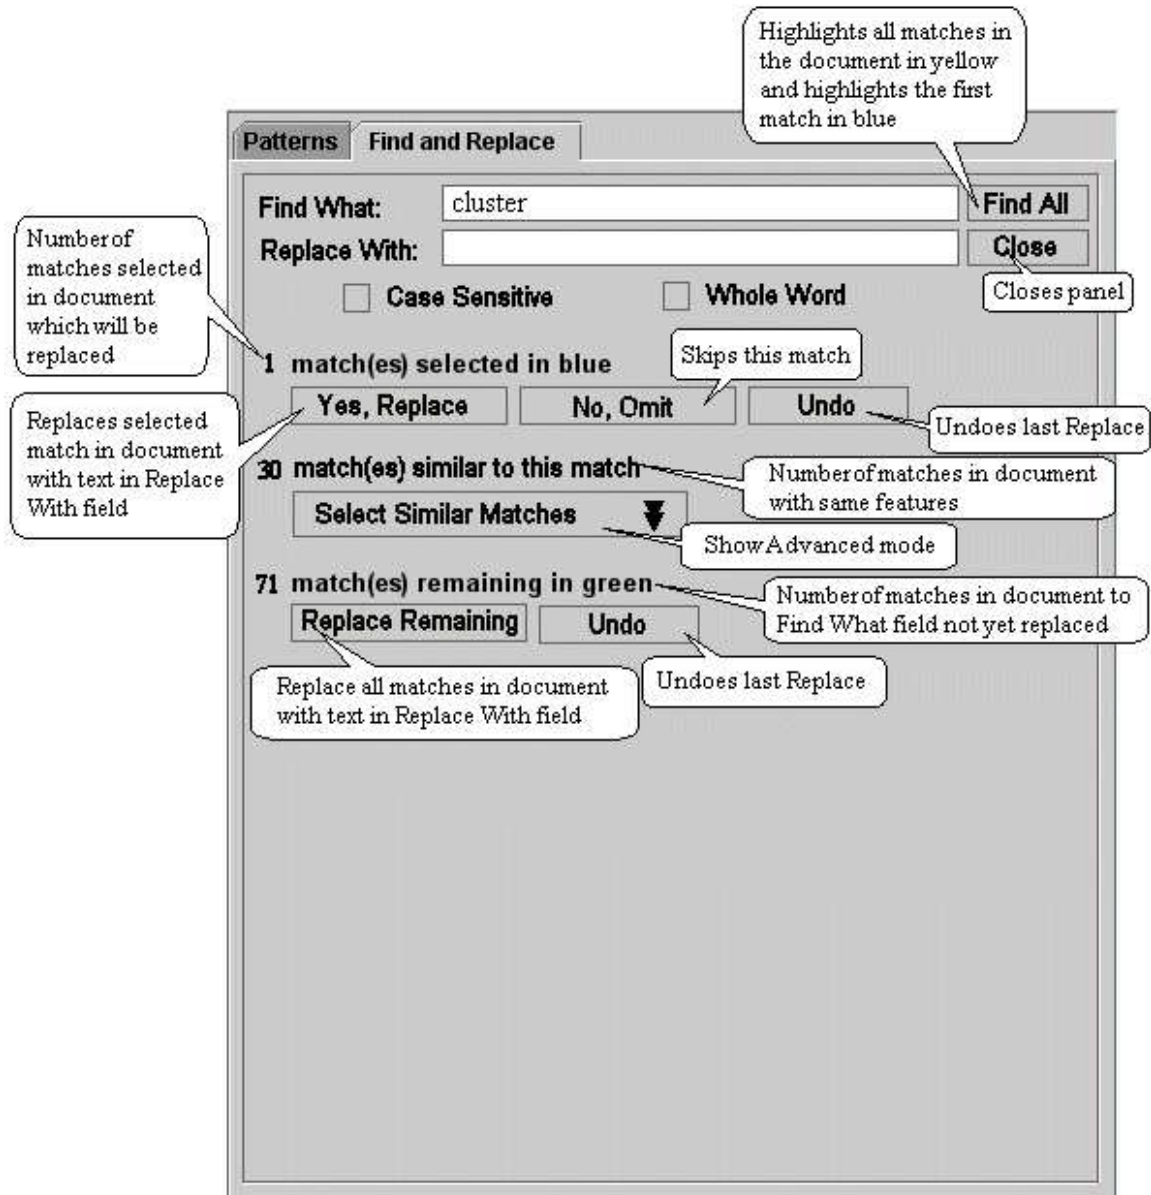 Highlights all matches in
the document in yellow
and highlights the first
match in blue
Patterns
Find and Replace
Find What:
cluster
Find All
Number of
matches selected
in document
which will be
replaced
Replace With:
Close
Closes panel
Case Sensitive
Whole Word
Skips this match
1 match(es) selected in blue
Yes, Replace
No, Omit
Undo
Undoes last Replace
Replaces selected
match in document
with text in Replace
With field
30 match(es) similar to this match
Number of matches in document
with same features
Select Similar Matches
Show Advanced mode
71 match(es) remaining in green
Number of matches in document to
Find What field not yet replaced
Replace Remaining
Undo
Undoes last Replace
Replace all matches in document
with text in Replace With field